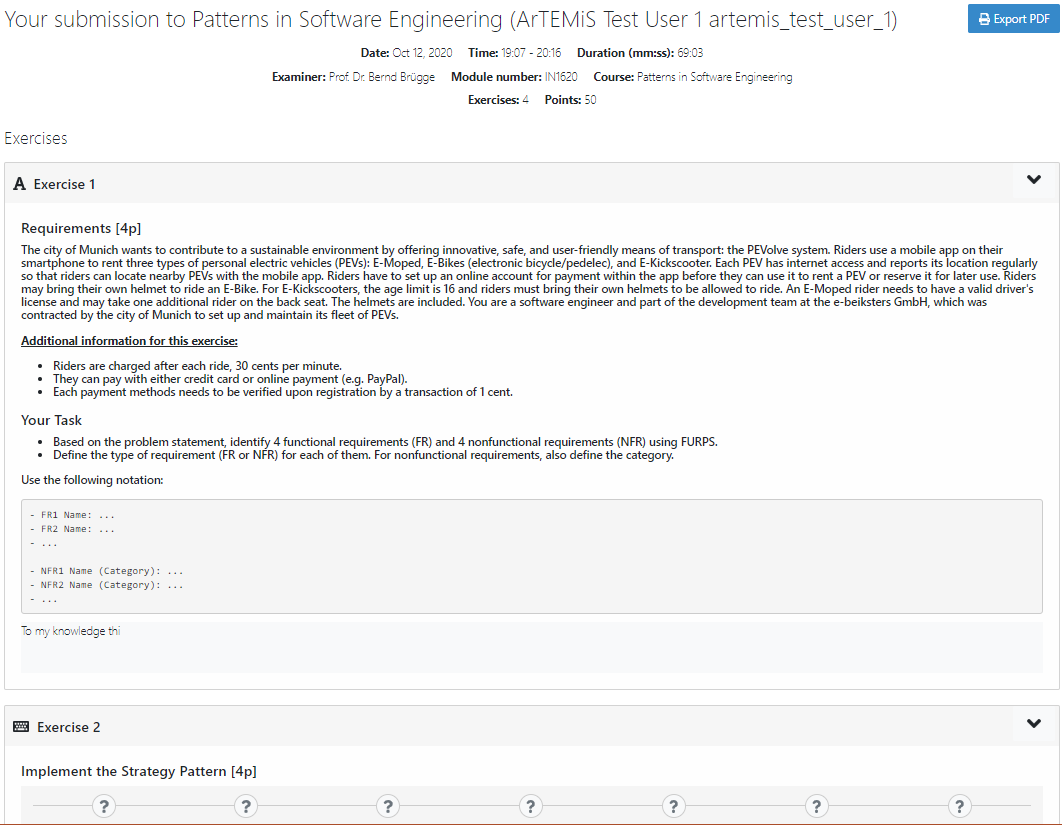 Your submission to Patterns in Software Engineering (ArTEMiS Test User 1 artemis_test_user_1)
Export PDF
Date: Oct 12, 2020 Time: 19:07 - 20:16 Duration (mm:ss): 69:03
Examiner: Prof. Dr. Bernd Brügge Module number: IN1620 Course: Patterns in Software Engineering
Exercises: 4 Points: 50
Exercises
A Exercise 1
Requirements [4p]
The city of Munich wants to contribute to a sustainable environment by offering innovative, safe, and user-friendly means of transport: the PEVolve system. Riders use a mobile app on their
smartphone to rent three types of personal electric vehicles (PEVs): E-Moped, E-Bikes (electronic bicycle/pedelec), and E-Kickscooter. Each PEV has internet access and reports its location regularly
so that riders can locate nearby PEVs with the mobile app. Riders have to set up an online account for payment within the app before they can use it to rent a PEV or reserve it for later use. Riders
may bring their own helmet to ride an E-Bike. For E-Kickscooters, the age limit is 16 and riders must bring their own helmets to be allowed to ride. An E-Moped rider needs to have a valid driver's
license and may take one additional rider on the back seat. The helmets are included. You are a software engineer and part of the development team at the e-beiksters GmbH, which was
contracted by the city of Munich to set up and maintain its fleet of PEVs.
Additional information for this exercise:
• Riders are charged after each ride, 30 cents per minute.
• They can pay with either credit card or online payment (e.g. PayPal).
• Each payment methods needs to be verified upon registration by a transaction of 1 cent.
Your Task
• Based on the problem statement, identify 4 functional requirements (FR) and 4 nonfunctional requirements (NFR) using FURPS.
• Define the type of requirement (FR or NFR) for each of them. For nonfunctional requirements, also define the category.
Use the following notation:
- FR1 Name: ...
- FR2 Name: ...
- ...
- NFR1 Name (Category): ...
- NFR2 Name (Category): ...
- ...
To my knowledge thi
Exercise 2
Implement the Strategy Pattern [4p]
? ? ? ? ? ? ?